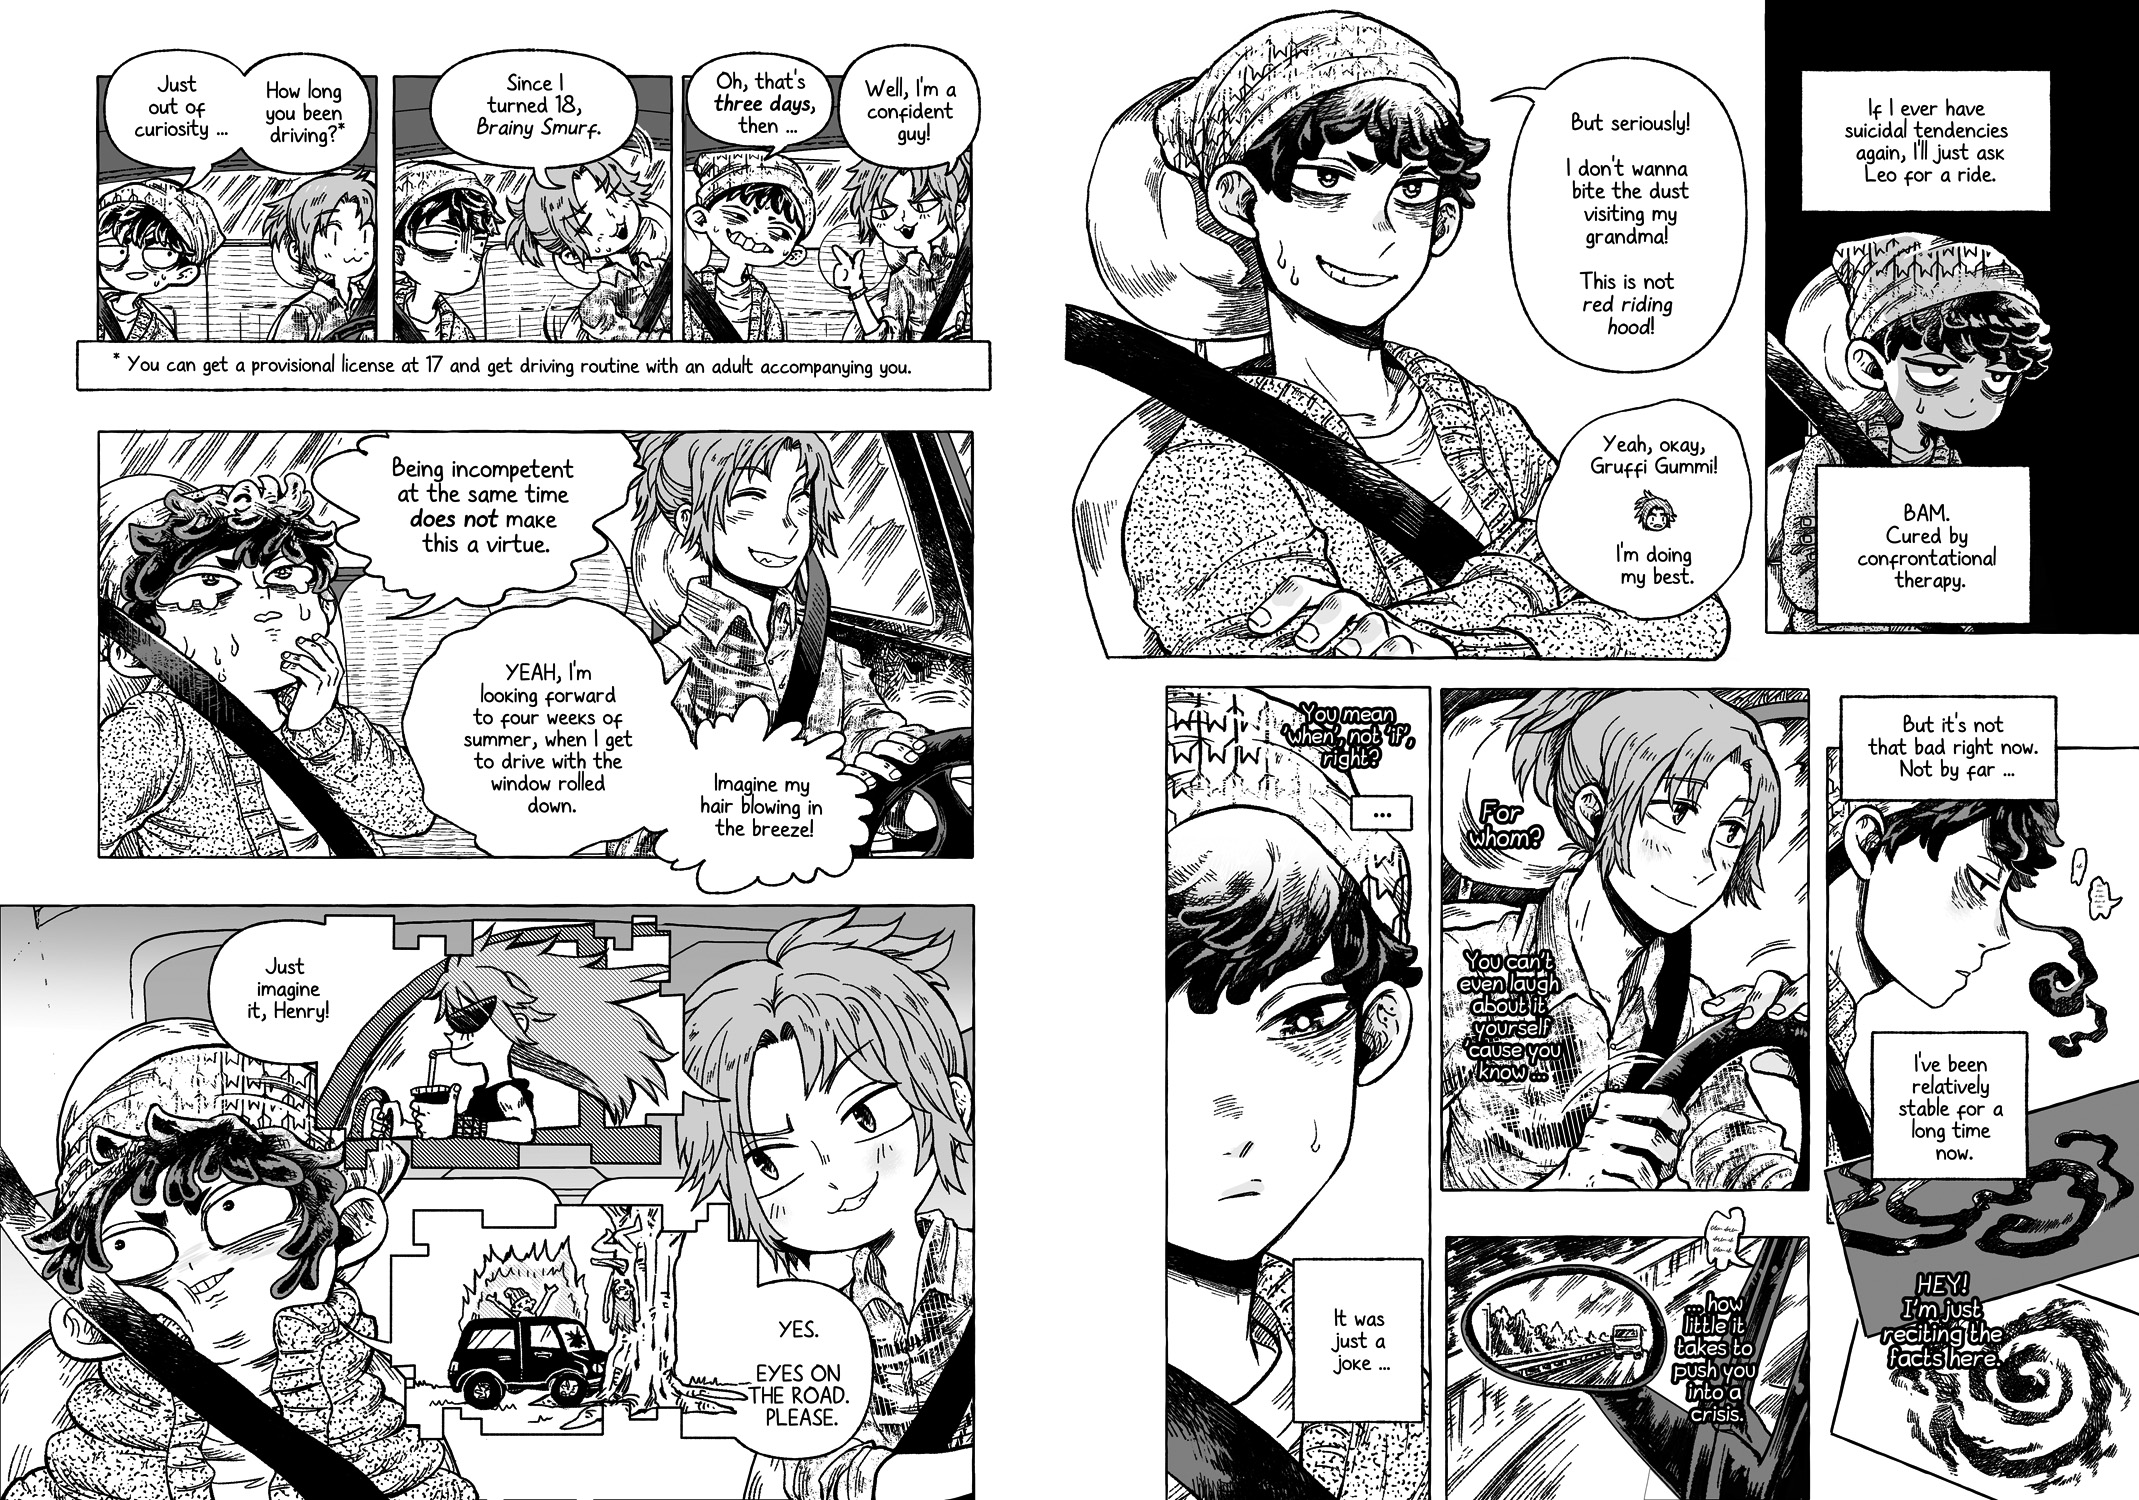 Just
out of
curiosity ...
How long
you been
driving?*
Since I
turned 18,
Brainy Smurf.
Oh, that's
three days,
then ...
Well, I'm a
confident
guy!
* You can get a provisional license at 17 and get driving routine with an adult accompanying you.
Being incompetent
at the same time
does not make
this a virtue.
YEAH, I'm
looking forward
to four weeks of
summer, when I get
to drive with the
window rolled
down.
Imagine my
hair blowing in
the breeze!
Just
imagine
it, Henry!
YES.
EYES ON
THE ROAD.
PLEASE.
But seriously!
I don't wanna
bite the dust
visiting my
grandma!
This is not
red riding
hood!
Yeah, okay,
Gruffi Gummi!
I'm doing
my best.
If I ever have
suicidal tendencies
again, I'll just ask
Leo for a ride.
BAM.
Cured by
confrontational
therapy.
You mean
'when', not 'if',
right?
...
It was
just a
joke ...
For
whom?
You can't
even laugh
about it
yourself
'cause you
know ...
... how
little it
takes to
push you
into a
crisis.
But it's not
that bad right now.
Not by far ...
I've been
relatively
stable for a
long time
now.
HEY!
I'm just
reciting the
facts here.